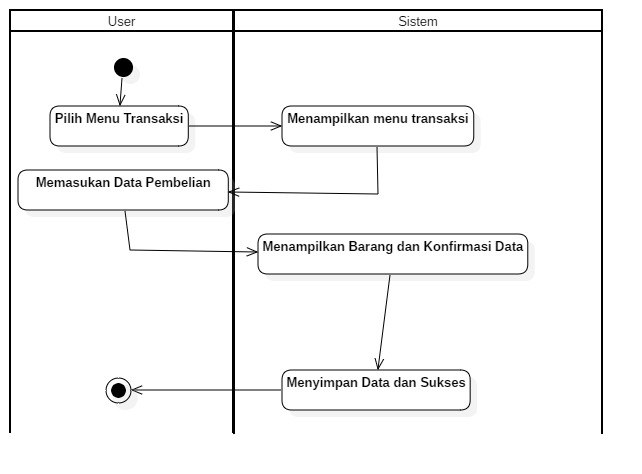 User
Sistem
Pilih Menu Transaksi
Menampilkan menu transaksi
Memasukan Data Pembelian
Menampilkan Barang dan Konfirmasi Data
Menyimpan Data dan Sukses